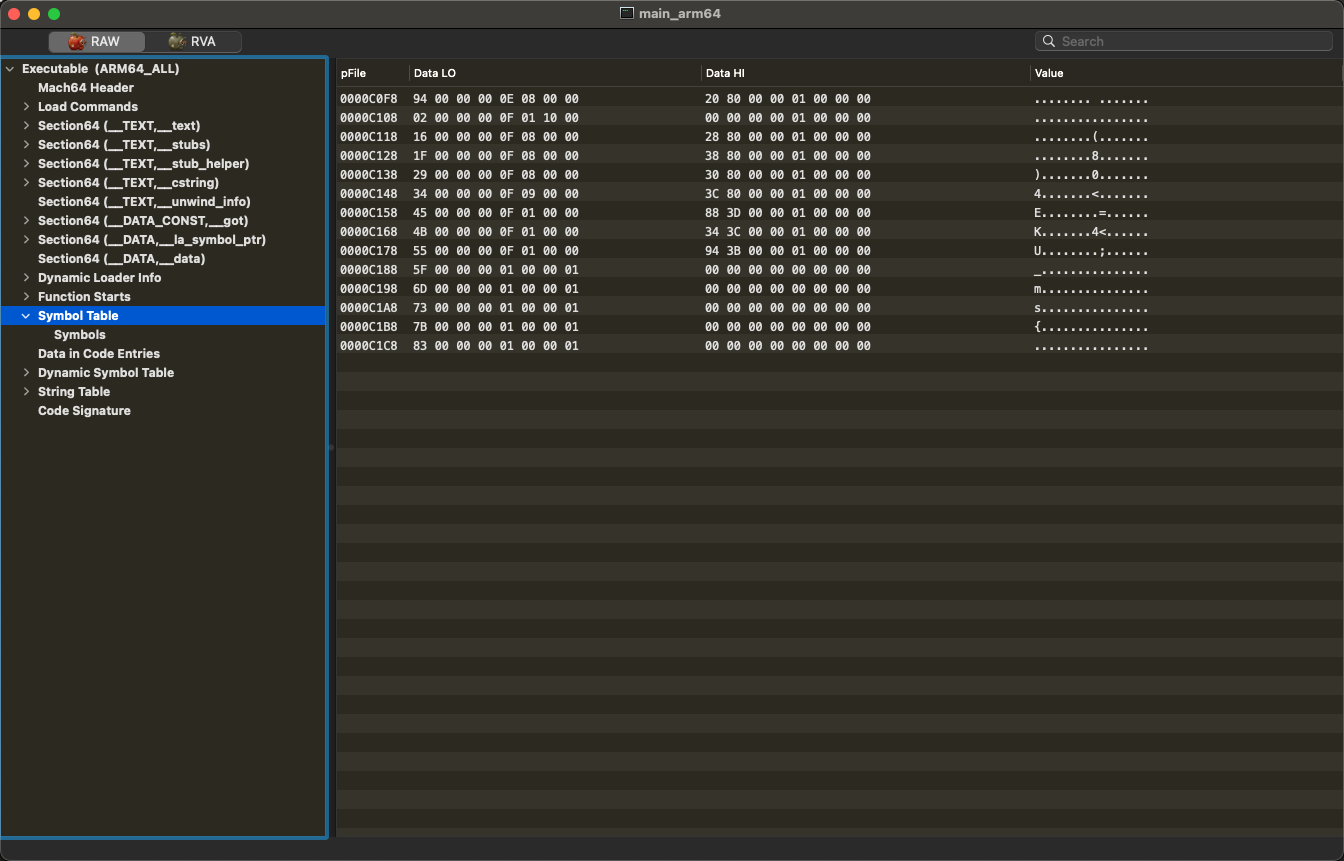 main_arm64
RAW RVA Search
Executable (ARM64_ALL)
Mach64 Header
Load Commands
Section64 (__TEXT,__text)
Section64 (__TEXT,__stubs)
Section64 (__TEXT,__stub_helper)
Section64 (__TEXT,__cstring)
Section64 (__TEXT,__unwind_info)
Section64 (__DATA_CONST,__got)
Section64 (__DATA,__la_symbol_ptr)
Section64 (__DATA,__data)
Dynamic Loader Info
Function Starts
Symbol Table
Symbols
Data in Code Entries
Dynamic Symbol Table
String Table
Code Signature
pFile Data LO Data HI Value
0000C0F8 94 00 00 00 0E 08 00 00 20 80 00 00 01 00 00 00 ........ .......
0000C108 02 00 00 00 0F 01 10 00 00 00 00 00 01 00 00 00 ................
0000C118 16 00 00 00 0F 08 00 00 28 80 00 00 01 00 00 00 ........(.......
0000C128 1F 00 00 00 0F 08 00 00 38 80 00 00 01 00 00 00 ........8.......
0000C138 29 00 00 00 0F 08 00 00 30 80 00 00 01 00 00 00 ).......0.......
0000C148 34 00 00 00 0F 09 00 00 3C 80 00 00 01 00 00 00 4.......<.......
0000C158 45 00 00 00 0F 01 00 00 88 3D 00 00 01 00 00 00 E........=......
0000C168 4B 00 00 00 0F 01 00 00 34 3C 00 00 01 00 00 00 K.......4<......
0000C178 55 00 00 00 0F 01 00 00 94 3B 00 00 01 00 00 00 U........;......
0000C188 5F 00 00 00 01 00 00 01 00 00 00 00 00 00 00 00 _...............
0000C198 6D 00 00 00 01 00 00 01 00 00 00 00 00 00 00 00 m...............
0000C1A8 73 00 00 00 01 00 00 01 00 00 00 00 00 00 00 00 s...............
0000C1B8 7B 00 00 00 01 00 00 01 00 00 00 00 00 00 00 00 {...............
0000C1C8 83 00 00 00 01 00 00 01 00 00 00 00 00 00 00 00 ................